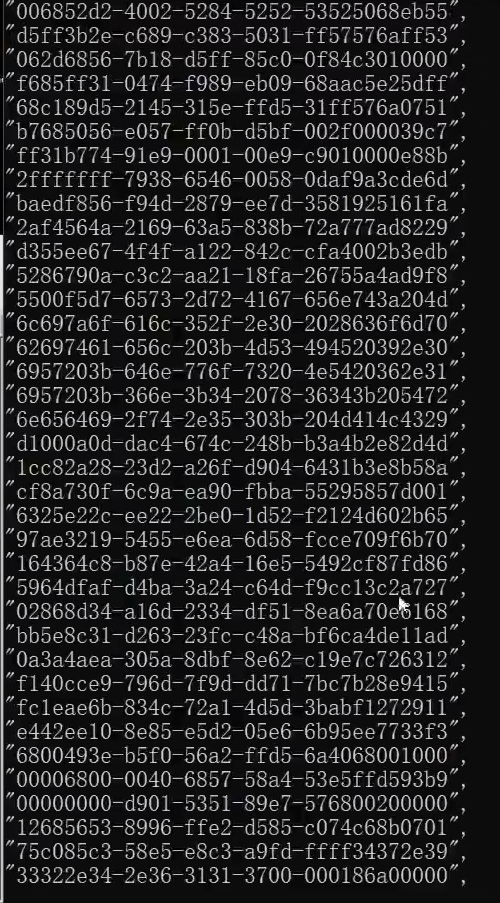 "006852d2-4002-5284-5252-53525068eb55",
"d5ff3b2e-c689-c383-5031-ff57576aff53",
"062d6856-7b18-d5ff-85c0-0f84c3010000",
"f685ff31-0474-f989-eb09-68aac5e25dff",
"68c189d5-2145-315e-ffd5-31ff576a0751",
"b7685056-e057-ff0b-d5bf-002f000039c7",
"ff31b774-91e9-0001-00e9-c9010000e88b",
"2fffffff-7938-6546-0058-0daf9a3cde6d",
"baedf856-f94d-2879-ee7d-3581925161fa",
"2af4564a-2169-63a5-838b-72a777ad8229",
"d355ee67-4f4f-a122-842c-cfa4002b3edb",
"5286790a-c3c2-aa21-18fa-26755a4ad9f8",
"5500f5d7-6573-2d72-4167-656e743a204d",
"6c697a6f-616c-352f-2e30-2028636f6d70",
"62697461-656c-203b-4d53-494520392e30",
"6957203b-646e-776f-7320-4e5420362e31",
"6957203b-366e-3b34-2078-36343b205472",
"6e656469-2f74-2e35-303b-204d414c4329",
"d1000a0d-dac4-674c-248b-b3a4b2e82d4d",
"1cc82a28-23d2-a26f-d904-6431b3e8b58a",
"cf8a730f-6c9a-ea90-fbba-55295857d001",
"6325e22c-ee22-2be0-1d52-f2124d602b65",
"97ae3219-5455-e6ea-6d58-fcce709f6b70",
"164364c8-b87e-42a4-16e5-5492cf87fd86",
"5964dfaf-d4ba-3a24-c64d-f9cc13c2a727",
"02868d34-a16d-2334-df51-8ea6a70e6168",
"bb5e8c31-d263-23fc-c48a-bf6ca4de11ad",
"0a3a4aea-305a-8dbf-8e62-c19e7c726312",
"f140cce9-796d-7f9d-dd71-7bc7b28e9415",
"fc1eae6b-834c-72a1-4d5d-3babf1272911",
"e442ee10-8e85-e5d2-05e6-6b95ee7733f3",
"6800493e-b5f0-56a2-ffd5-6a4068001000",
"00006800-0040-6857-58a4-53e5ffd593b9",
"00000000-d901-5351-89e7-576800200000",
"12685653-8996-ffe2-d585-c074c68b0701",
"75c085c3-58e5-e8c3-a9fd-ffff34372e39",
"33322e34-2e36-3131-3700-000186a00000",